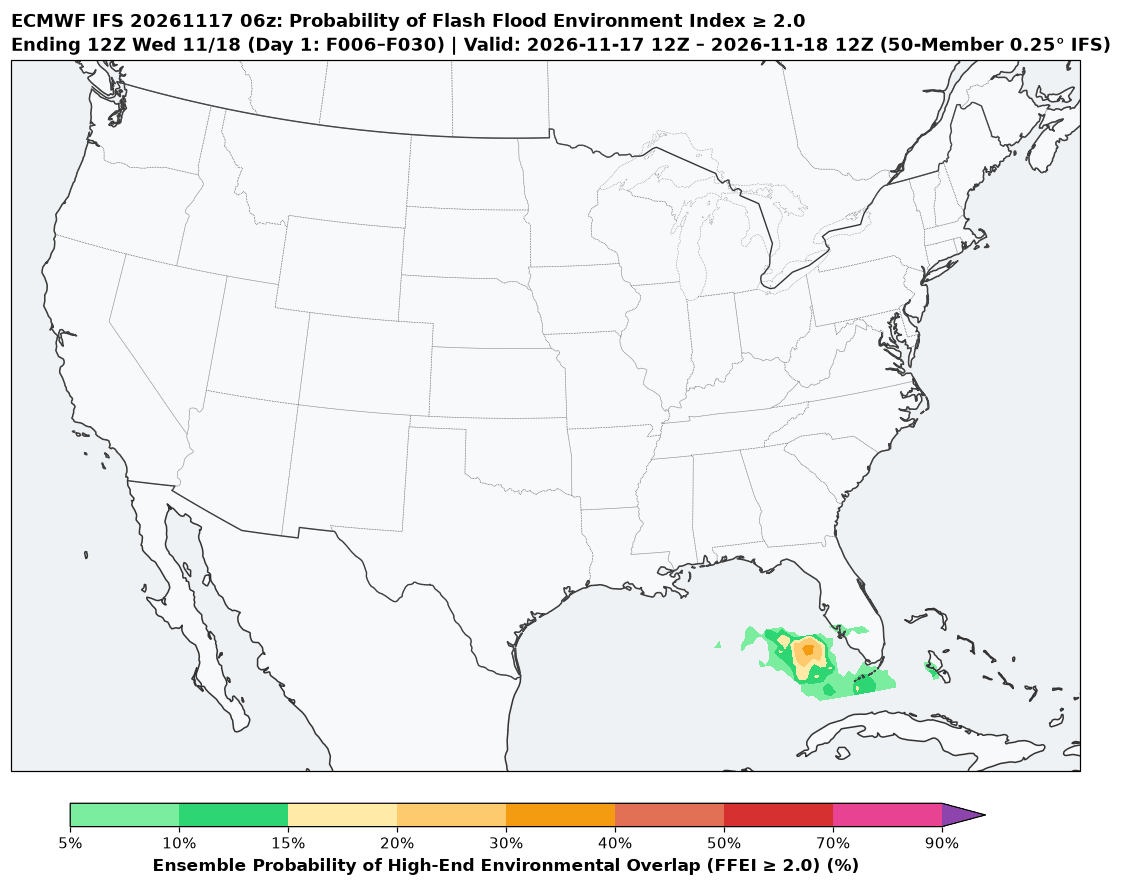 ECMWF IFS 20261117 06z: Probability of Flash Flood Environment Index ≥ 2.0
Ending 12Z Wed 11/18 (Day 1: F006–F030) | Valid: 2026-11-17 12Z – 2026-11-18 12Z (50-Member 0.25° IFS)
5% 10% 15% 20% 30% 40% 50% 70% 90%
Ensemble Probability of High-End Environmental Overlap (FFEI ≥ 2.0) (%)